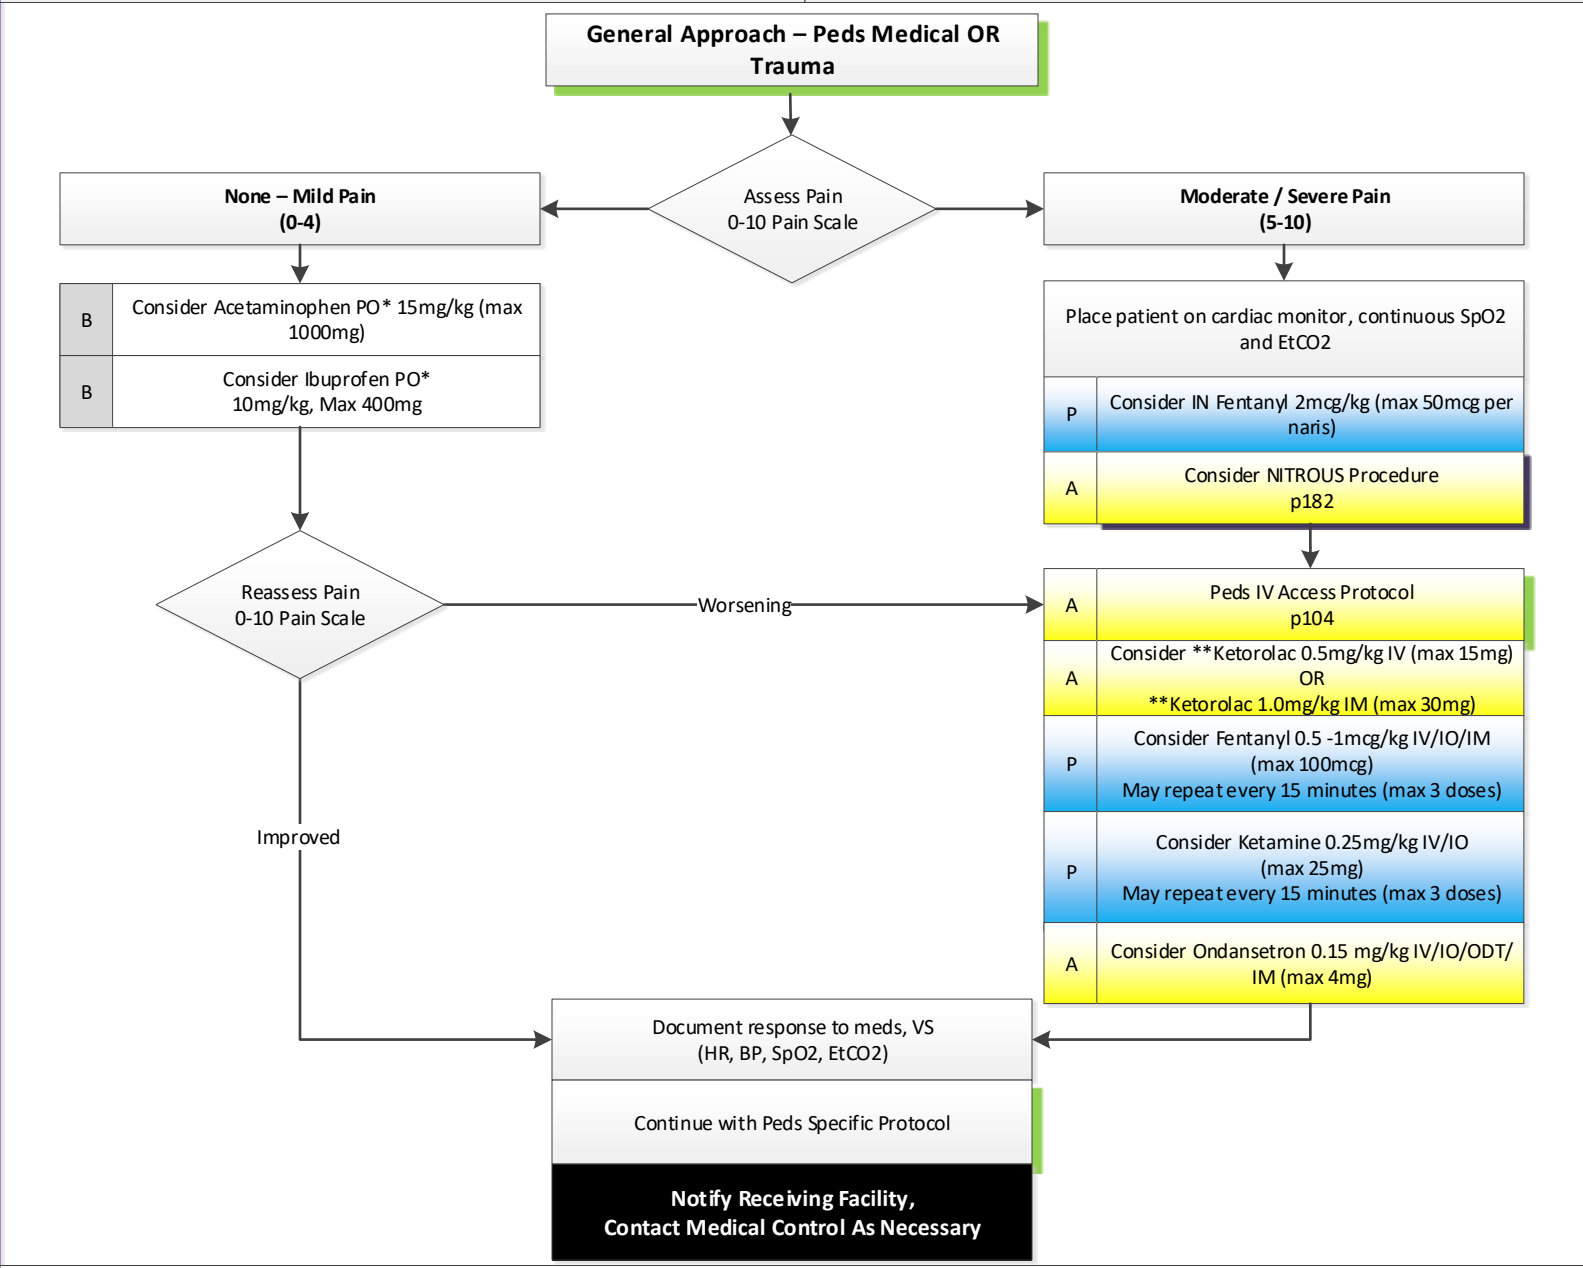 General Approach – Peds Medical OR
Trauma
Assess Pain
0-10 Pain Scale
None – Mild Pain
(0-4)
B
Consider Acetaminophen PO* 15mg/kg (max
1000mg)
B
Consider Ibuprofen PO*
10mg/kg, Max 400mg
Reassess Pain
0-10 Pain Scale
Worsening
Improved
Moderate / Severe Pain
(5-10)
Place patient on cardiac monitor, continuous SpO2
and EtCO2
P
Consider IN Fentanyl 2mcg/kg (max 50mcg per
naris)
A
Consider NITROUS Procedure
p182
A
Peds IV Access Protocol
p104
A
Consider **Ketorolac 0.5mg/kg IV (max 15mg)
OR
**Ketorolac 1.0mg/kg IM (max 30mg)
P
Consider Fentanyl 0.5 -1mcg/kg IV/IO/IM
(max 100mcg)
May repeat every 15 minutes (max 3 doses)
P
Consider Ketamine 0.25mg/kg IV/IO
(max 25mg)
May repeat every 15 minutes (max 3 doses)
A
Consider Ondansetron 0.15 mg/kg IV/IO/ODT/
IM (max 4mg)
Document response to meds, VS
(HR, BP, SpO2, EtCO2)
Continue with Peds Specific Protocol
Notify Receiving Facility,
Contact Medical Control As Necessary